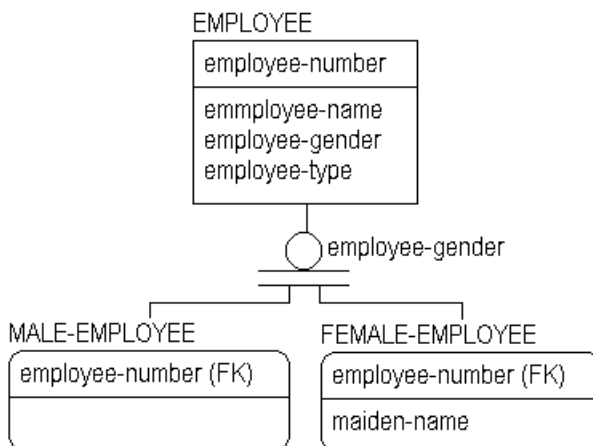 EMPLOYEE
employee-number
emmployee-name
employee-gender
employee-type
employee-gender
MALE-EMPLOYEE
employee-number (FK)
FEMALE-EMPLOYEE
employee-number (FK)
maiden-name